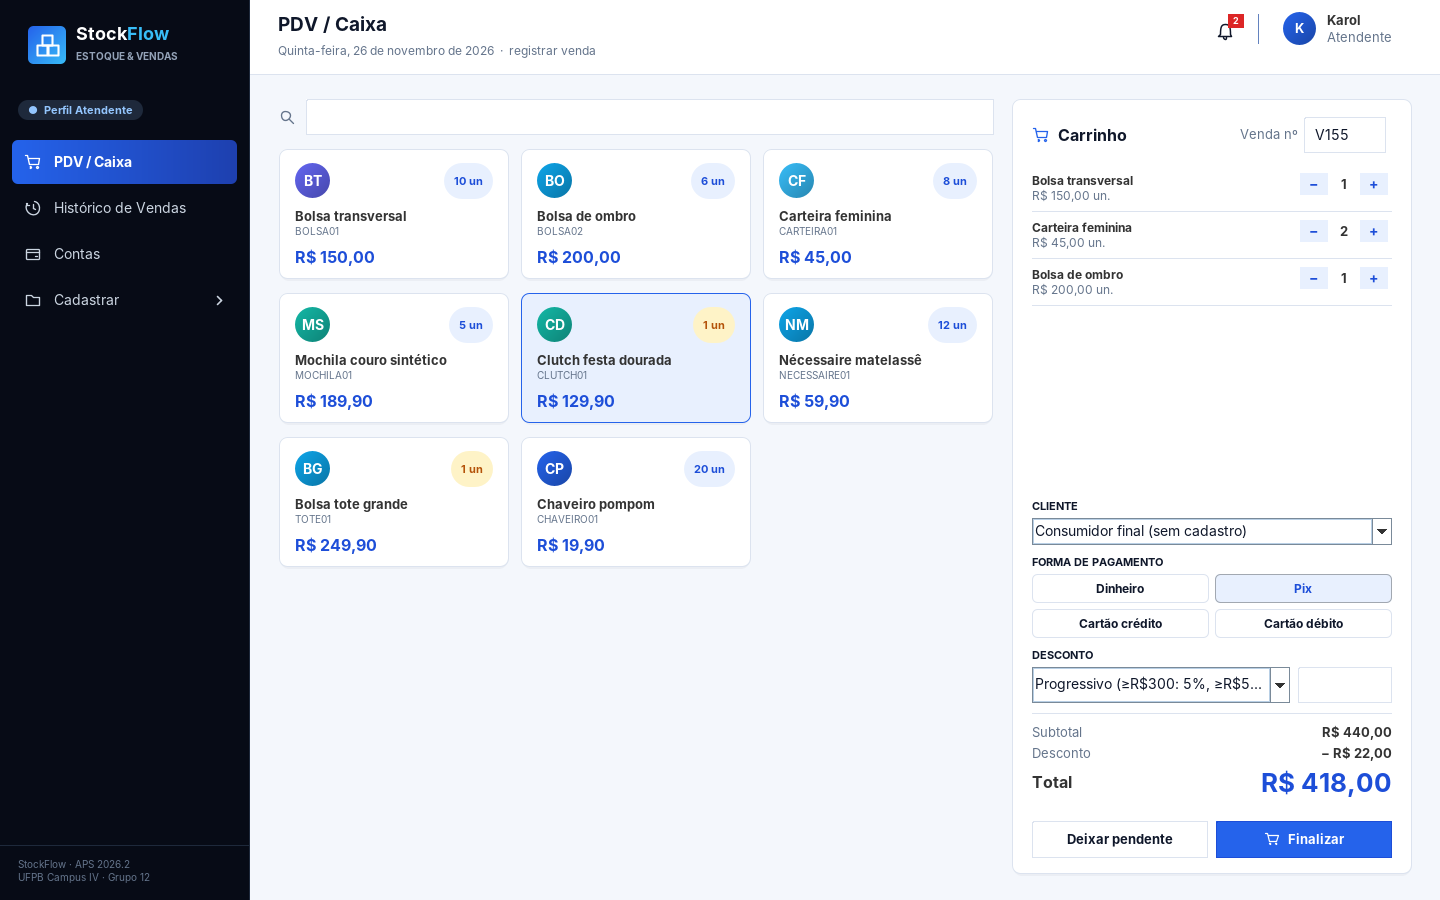 StockFlow
ESTOQUE & VENDAS
Perfil Atendente
PDV / Caixa
Histórico de Vendas
Contas
Cadastrar
StockFlow · APS 2026.2
UFPB Campus IV · Grupo 12
PDV / Caixa
Quinta-feira, 26 de novembro de 2026 · registrar venda
2
K
Karol
Atendente
BT
10 un
Bolsa transversal
BOLSA01
R$ 150,00
BO
6 un
Bolsa de ombro
BOLSA02
R$ 200,00
CF
8 un
Carteira feminina
CARTEIRA01
R$ 45,00
MS
5 un
Mochila couro sintético
MOCHILA01
R$ 189,90
CD
1 un
Clutch festa dourada
CLUTCH01
R$ 129,90
NM
12 un
Nécessaire matelassê
NECESSAIRE01
R$ 59,90
BG
1 un
Bolsa tote grande
TOTE01
R$ 249,90
CP
20 un
Chaveiro pompom
CHAVEIRO01
R$ 19,90
Carrinho
Venda nº V155
Bolsa transversal
R$ 150,00 un.
− 1 +
Carteira feminina
R$ 45,00 un.
− 2 +
Bolsa de ombro
R$ 200,00 un.
− 1 +
CLIENTE
Consumidor final (sem cadastro)
FORMA DE PAGAMENTO
Dinheiro
Pix
Cartão crédito
Cartão débito
DESCONTO
Progressivo (≥R$300: 5%, ≥R$5...
Subtotal R$ 440,00
Desconto − R$ 22,00
Total R$ 418,00
Deixar pendente
Finalizar